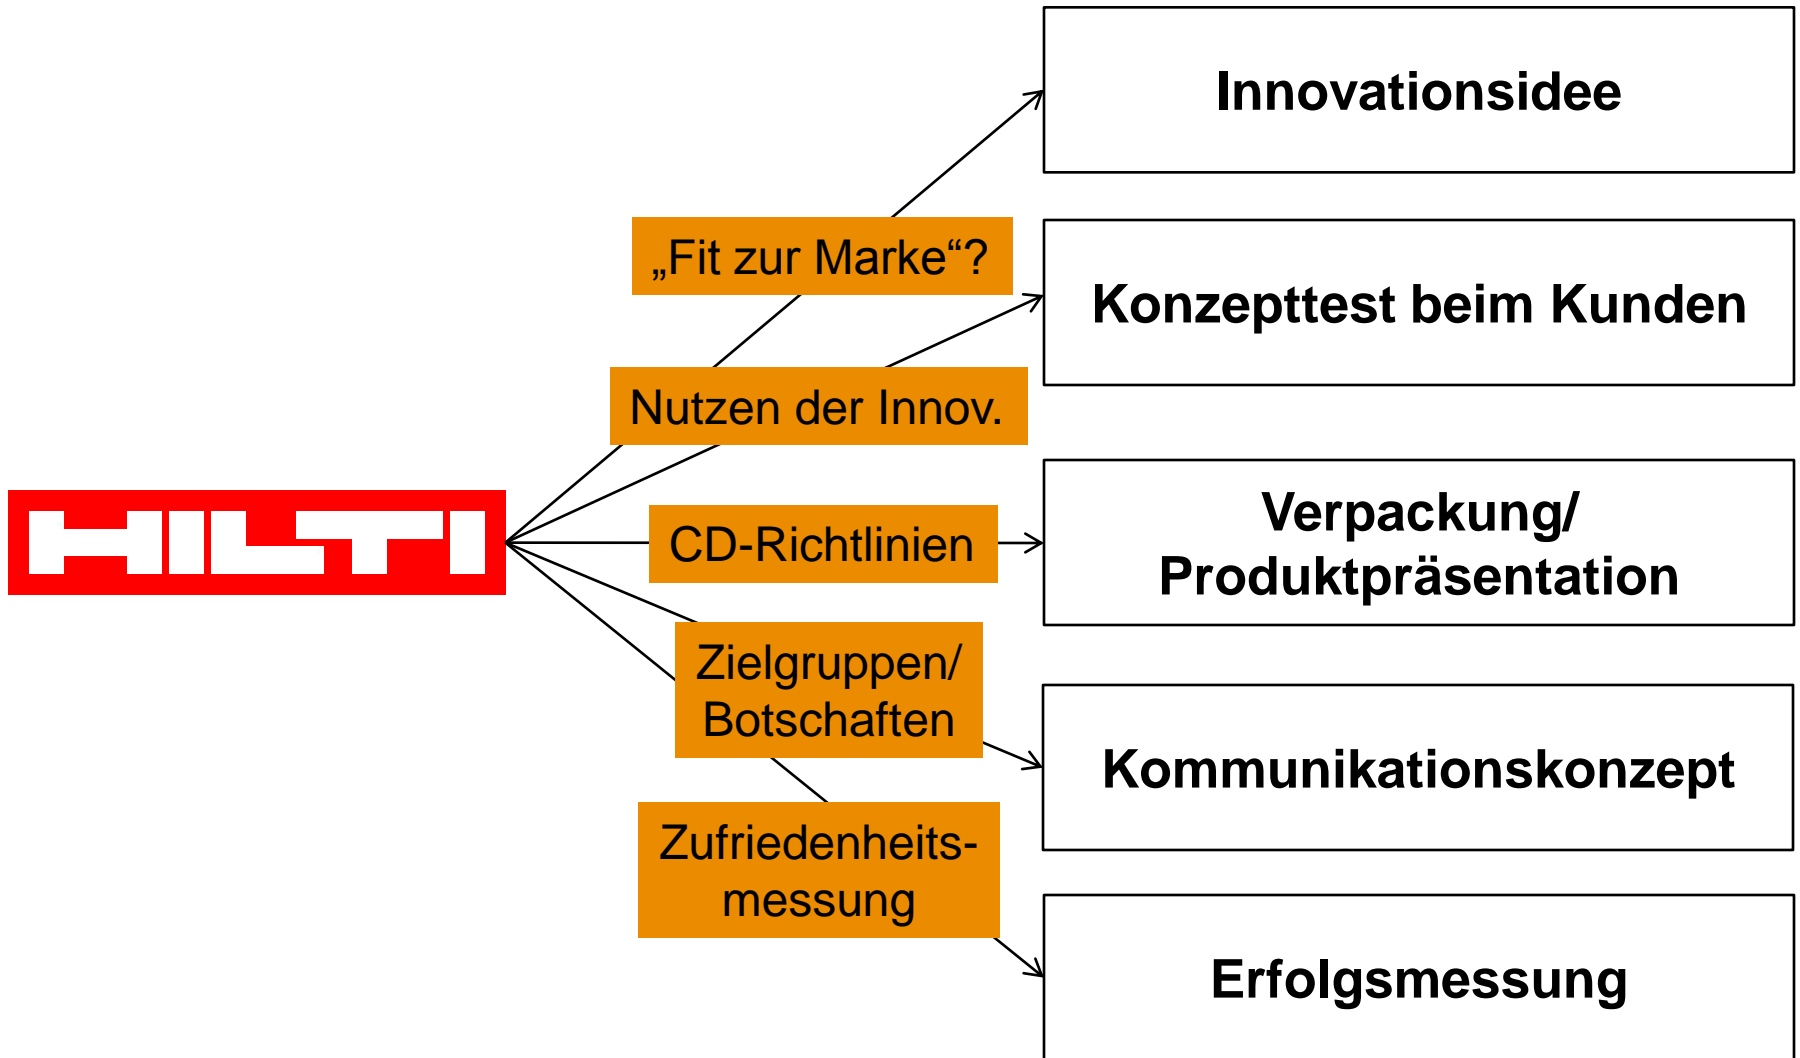 Innovationsidee
„Fit zur Marke“?
Konzepttest beim Kunden
Nutzen der Innov.
HILTI
CD-Richtlinien
Verpackung/
Produktpräsentation
Zielgruppen/
Botschaften
Kommunikationskonzept
Zufriedenheits-
messung
Erfolgsmessung